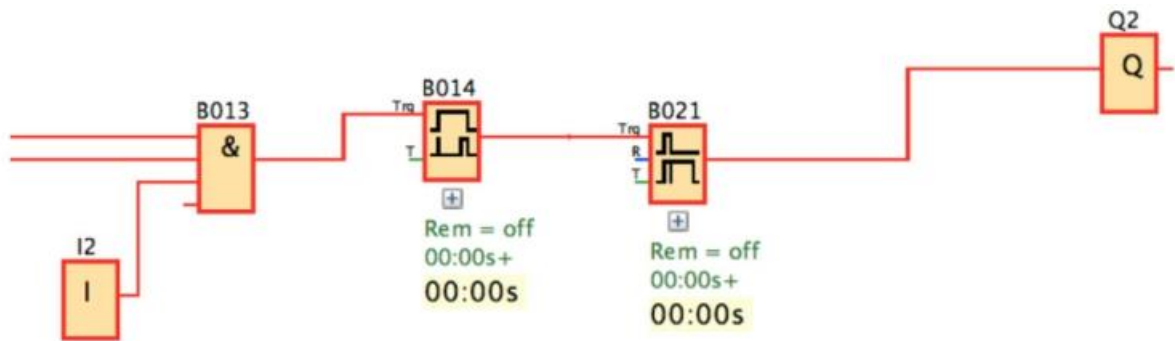 Q2
Q
B014
Trg
T
B013
&
B021
Trg
R
T
I2
I
Rem = off
00:00s+
00:00s
Rem = off
00:00s+
00:00s